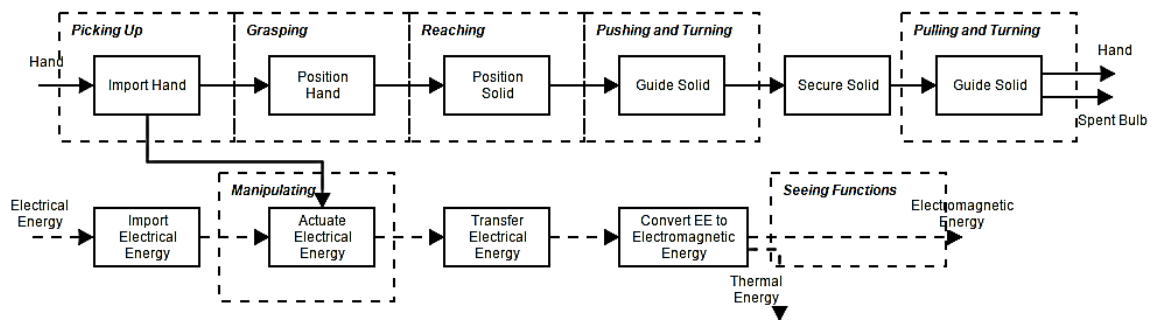 Picking Up
Grasping
Reaching
Pushing and Turning
Pulling and Turning
Hand
Import Hand
Position
Hand
Position
Solid
Guide Solid
Secure Solid
Guide Solid
Hand
Spent Bulb
Manipulating
Seeing Functions
Electrical
Energy
Import
Electrical
Energy
Actuate
Electrical
Energy
Transfer
Electrical
Energy
Convert EE to
Electromagnetic
Energy
Electromagnetic
Energy
Thermal
Energy